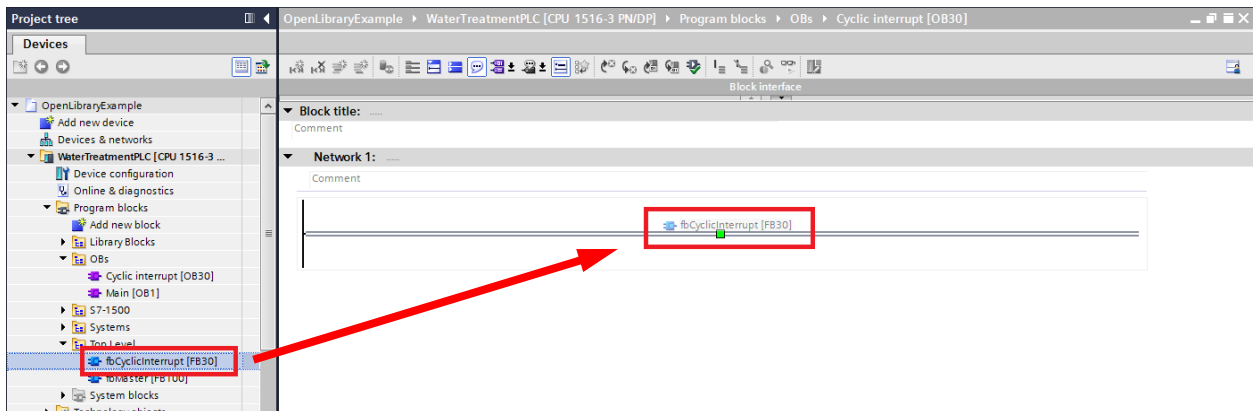 Project tree
OpenLibraryExample ▸ WaterTreatmentPLC [CPU 1516-3 PN/DP] ▸ Program blocks ▸ OBs ▸ Cyclic interrupt [OB30]
Devices
Block interface
OpenLibraryExample
Add new device
Devices & networks
WaterTreatmentPLC [CPU 1516-3 ...
Device configuration
Online & diagnostics
Program blocks
Add new block
Library Blocks
OBs
Cyclic interrupt [OB30]
Main [OB1]
S7-1500
Systems
Top Level
fbCyclicInterrupt [FB30]
fbMaster [FB100]
System blocks
Technology objects
Block title: .....
Comment
Network 1: .....
Comment
fbCyclicInterrupt [FB30]